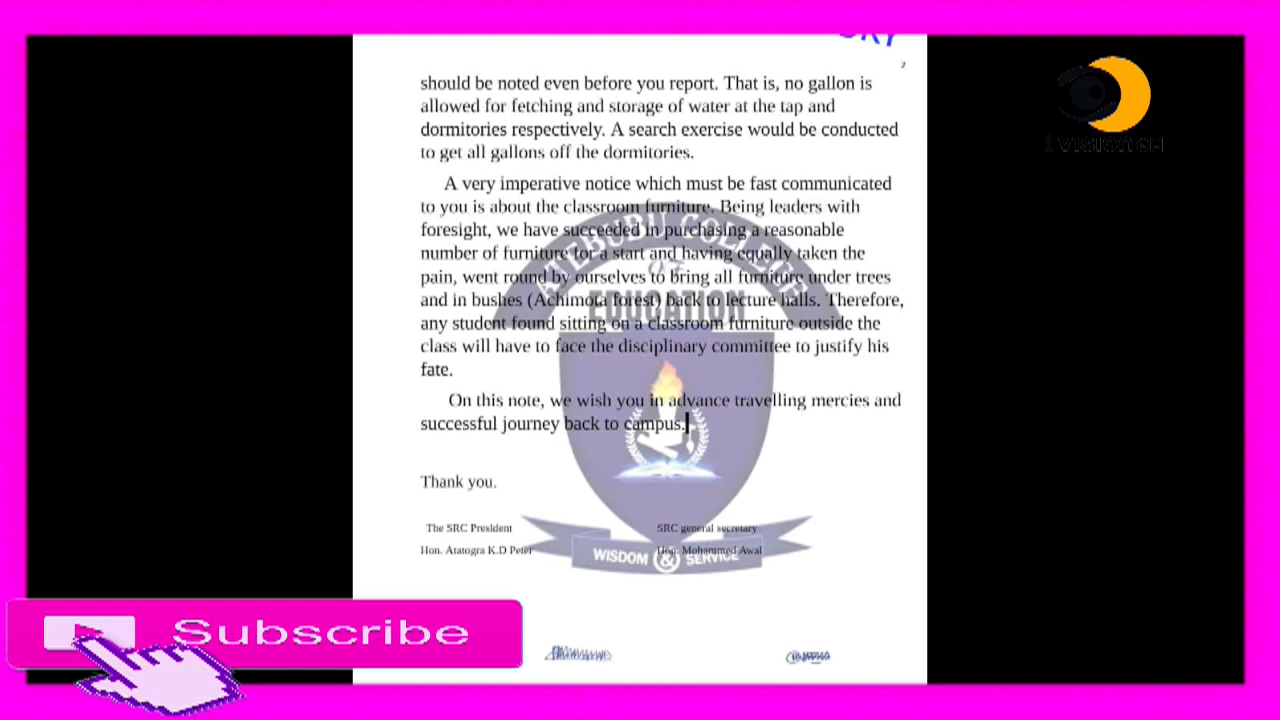 2
should be noted even before you report. That is, no gallon is
allowed for fetching and storage of water at the tap and
dormitories respectively. A search exercise would be conducted
to get all gallons off the dormitories.
A very imperative notice which must be fast communicated
to you is about the classroom furniture. Being leaders with
foresight, we have succeeded in purchasing a reasonable
number of furniture for a start and having equally taken the
pain, went round by ourselves to bring all furniture under trees
and in bushes (Achimota forest) back to lecture halls. Therefore,
any student found sitting on a classroom furniture outside the
class will have to face the disciplinary committee to justify his
fate.
On this note, we wish you in advance travelling mercies and
successful journey back to campus.
Thank you.
The SRC President SRC general secretary
Hon. Atatogra K.D Peter Hon. Mohammed Awal
ATEBUBU COLLEGE
OF
EDUCATION
WISDOM & SERVICE
1VISION GH
Subscribe